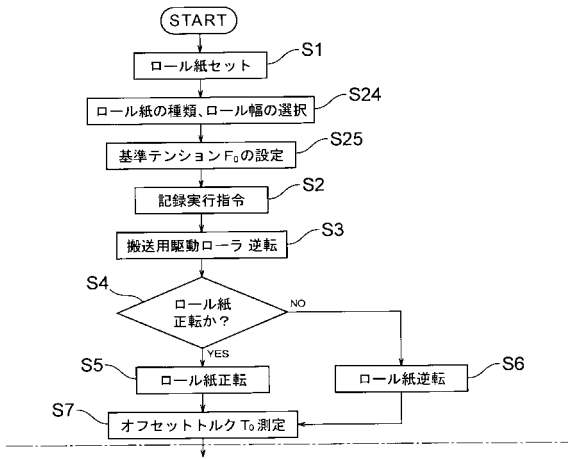 START
S1
ロール紙セット
S24
ロール紙の種類、ロール幅の選択
S25
基準テンションF₀の設定
S2
記録実行指令
S3
搬送用駆動ローラ 逆転
S4
ロール紙
正転か？
NO
YES
S5
ロール紙正転
S6
ロール紙逆転
S7
オフセットトルク T₀ 測定